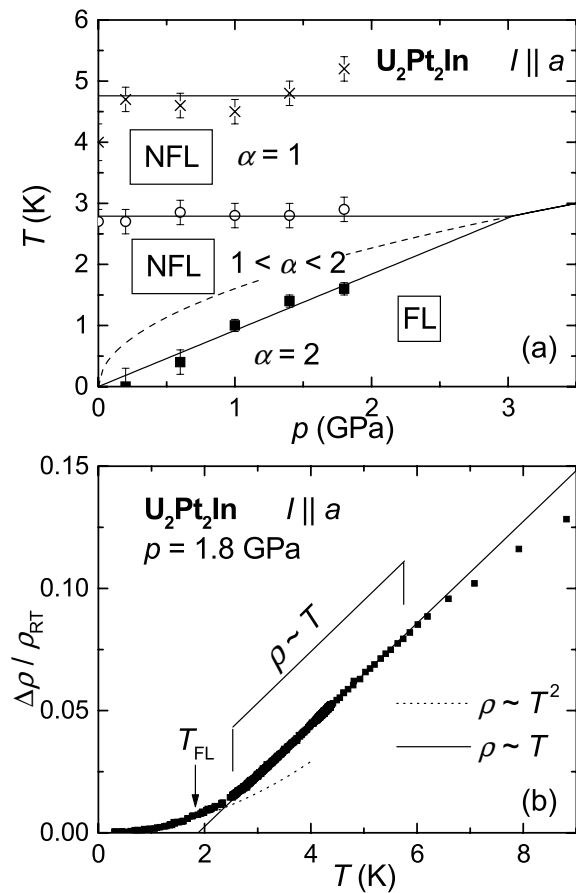 U₂Pt₂In I || a
6
5
4
3
2
1
0
T (K)
NFL α = 1
NFL 1 < α < 2
FL
α = 2
(a)
0 1 2 3
p (GPa)
0.15
0.10
0.05
0.00
Δρ / ρRT
U₂Pt₂In I || a
p = 1.8 GPa
ρ ~ T
TFL
ρ ~ T²
ρ ~ T
(b)
0 2 4 6 8
T (K)